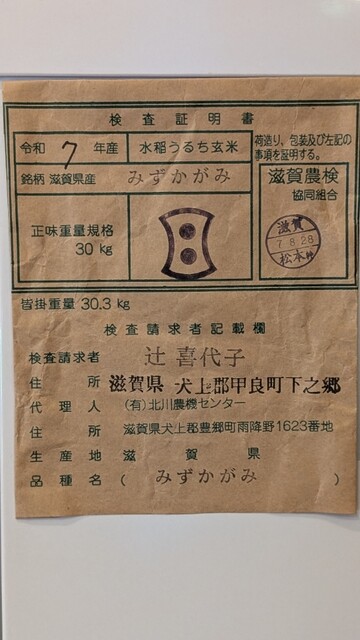 検査証明書
令和 7 年産 水稲うるち玄米
銘柄 滋賀県産 みずかがみ
正味重量規格
30 kg
荷造り、包装及び左記の
事項を証明する。
滋賀農検
協同組合
滋賀
7.8.28
松本
皆掛重量 30.3 kg
検査請求者記載欄
検査請求者 辻 喜代子
住所 滋賀県 犬上郡甲良町下之郷
代理人 (有)北川農機センター
住所 滋賀県犬上郡豊郷町雨降野1623番地
生産地 滋賀県
品種名 ( みずかがみ )